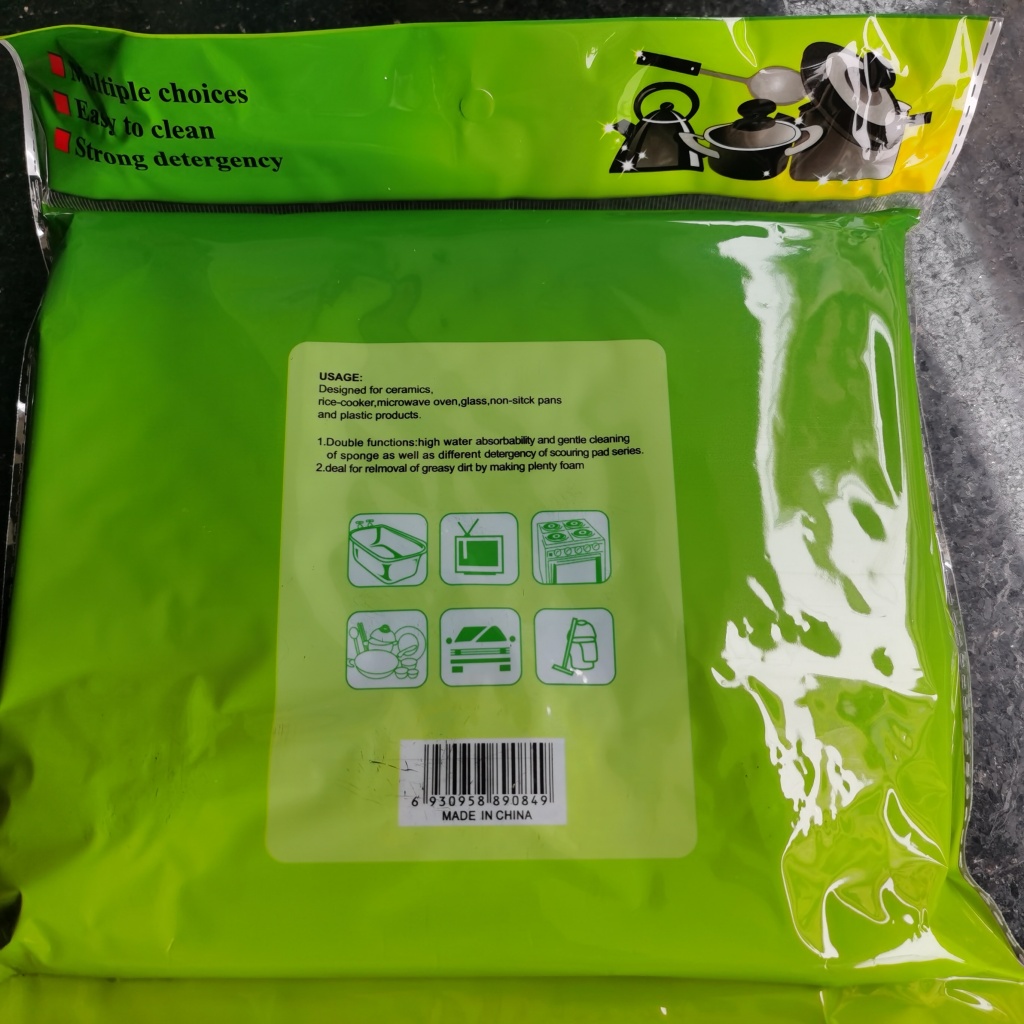 Multiple choices
Easy to clean
Strong detergency
USAGE:
Designed for ceramics,
rice-cooker,microwave oven,glass,non-sitck pans
and plastic products.
1.Double functions:high water absorbability and gentle cleaning
of sponge as well as different detergency of scouring pad series.
2.deal for relmoval of greasy dirt by making plenty foam
6 930958 890849
MADE IN CHINA